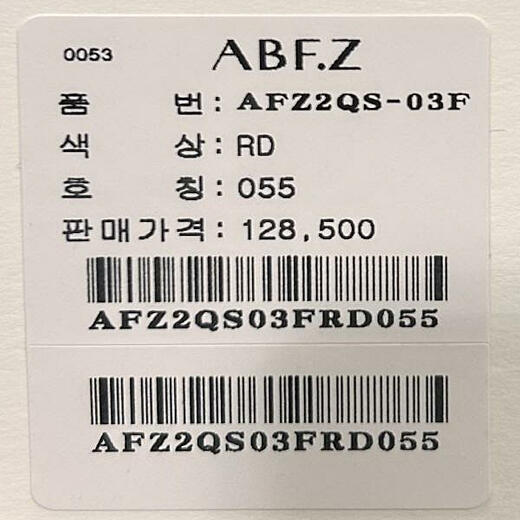 0053 ABF.Z
품 번 : AFZ2QS-03F
색 상 : RD
호 칭 : 055
판매가격 : 128,500
AFZ2QS03FRD055
AFZ2QS03FRD055